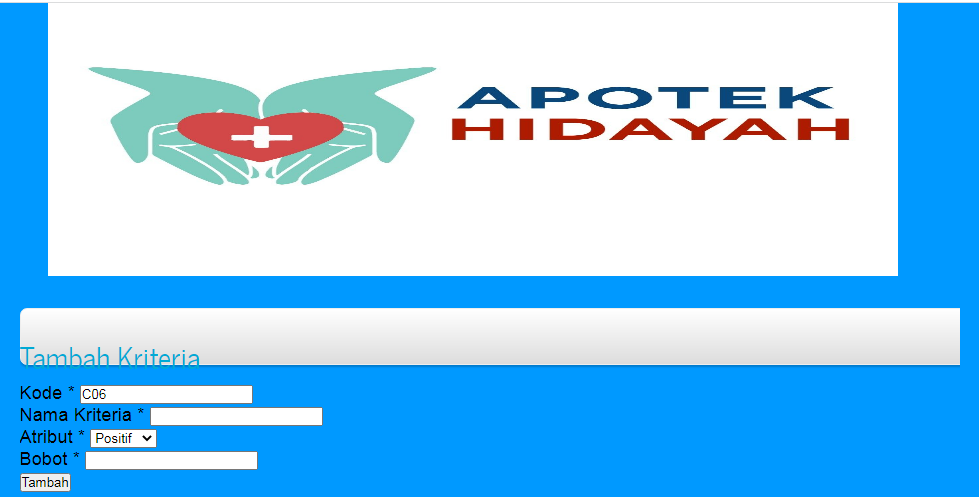 APOTEK
HIDAYAH
Tambah Kriteria
Kode * C06
Nama Kriteria *
Atribut * Positif
Bobot *
Tambah